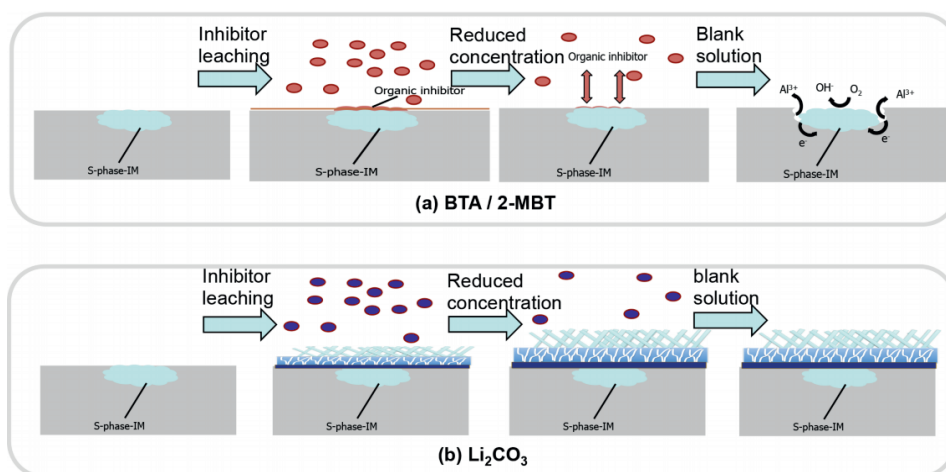 Inhibitor
leaching
Reduced
concentration
Blank
solution
Organic inhibitor
Organic inhibitor
Al³⁺
OH⁻
O₂
Al³⁺
e⁻
e⁻
S-phase-IM
S-phase-IM
S-phase-IM
S-phase-IM
(a) BTA / 2-MBT
Inhibitor
leaching
Reduced
concentration
blank
solution
S-phase-IM
S-phase-IM
S-phase-IM
S-phase-IM
(b) Li₂CO₃